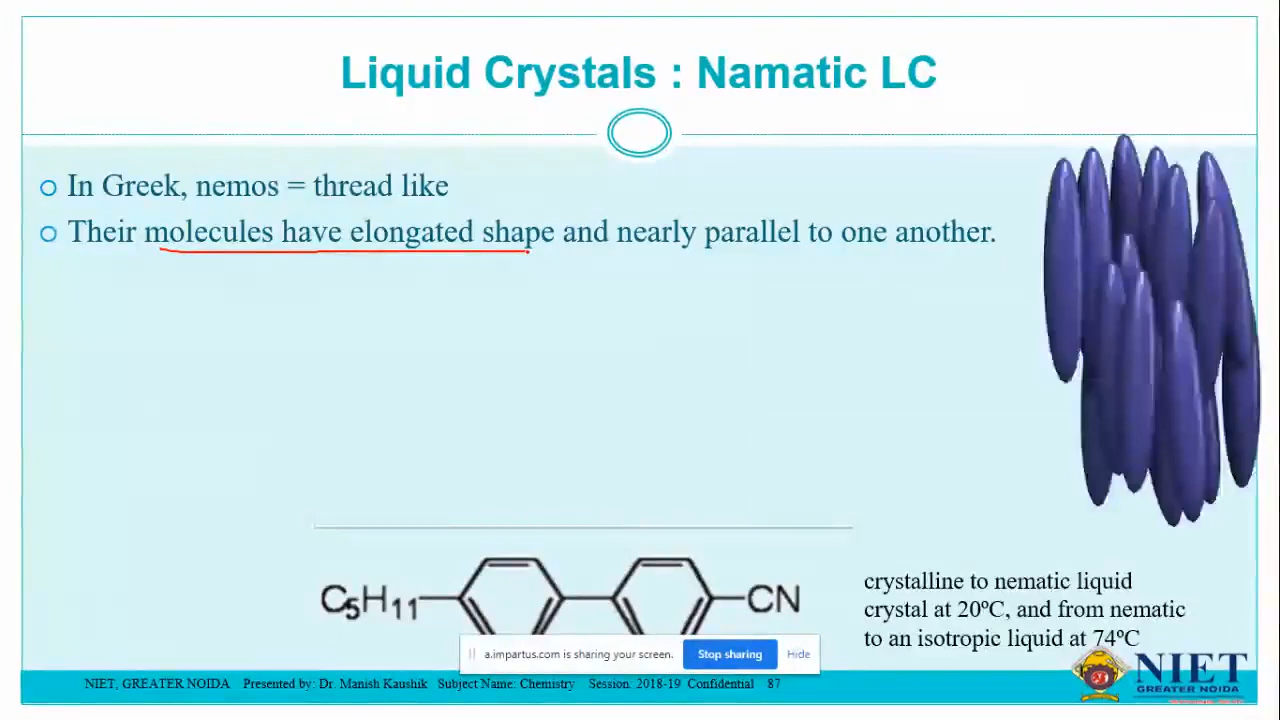 Liquid Crystals : Namatic LC
In Greek, nemos = thread like
Their molecules have elongated shape and nearly parallel to one another.
C5H11 CN
crystalline to nematic liquid
crystal at 20ºC, and from nematic
to an isotropic liquid at 74ºC
a.impartus.com is sharing your screen. Stop sharing Hide
NIET, GREATER NOIDA Presented by: Dr. Manish Kaushik Subject Name: Chemistry Session: 2018-19 Confidential 87
NIET
GREATER NOIDA